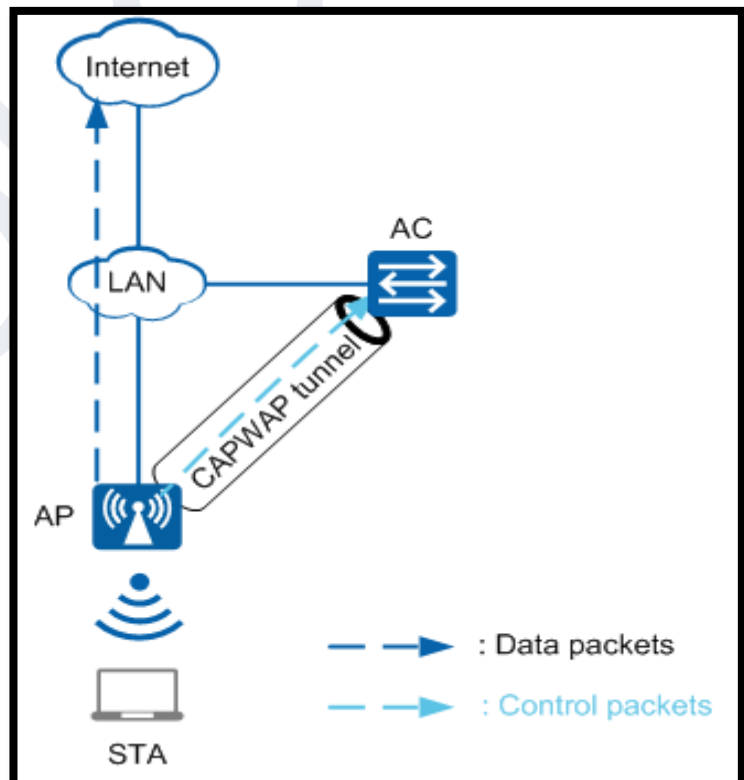 Internet
AC
LAN
CAPWAP tunnel
AP
: Data packets
: Control packets
STA